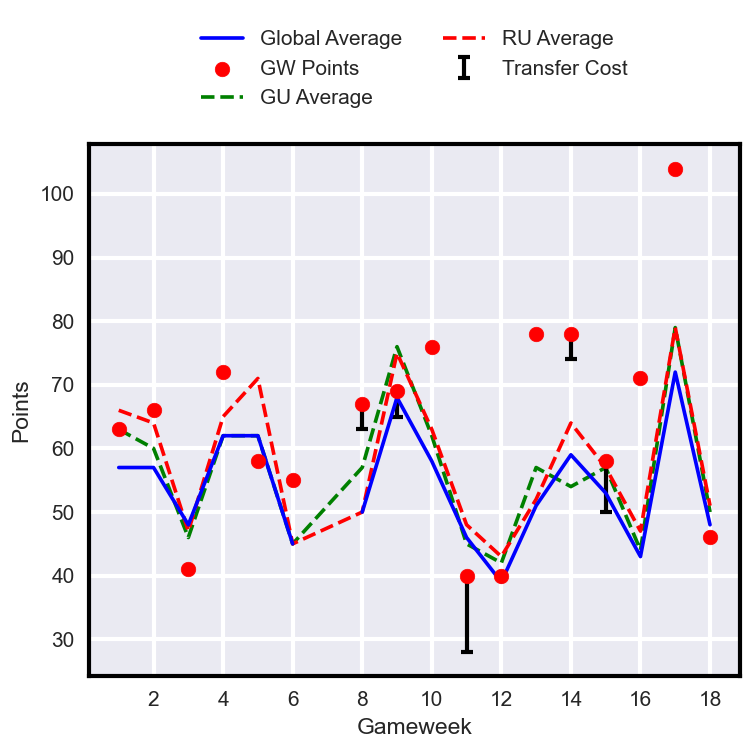 Global Average
GW Points
GU Average
RU Average
Transfer Cost
100
90
80
70
60
50
40
30
Points
2 4 6 8 10 12 14 16 18
Gameweek